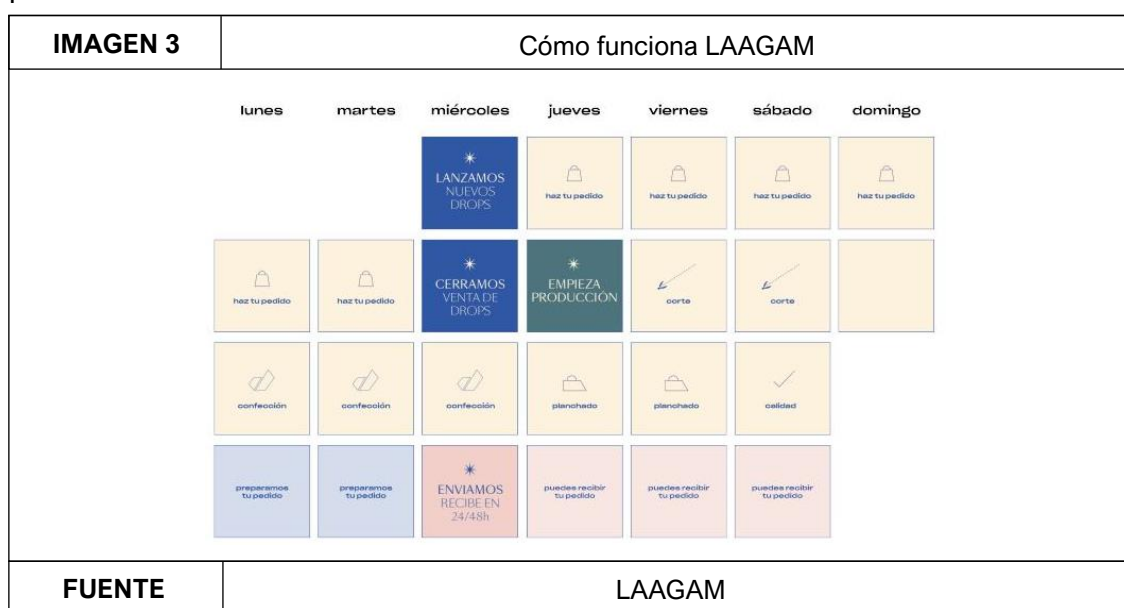 IMAGEN 3
Cómo funciona LAAGAM
lunes martes miércoles jueves viernes sábado domingo
LANZAMOS
NUEVOS
DROPS
haz tu pedido
haz tu pedido
haz tu pedido
haz tu pedido
haz tu pedido
haz tu pedido
CERRAMOS
VENTA DE
DROPS
EMPIEZA
PRODUCCIÓN
corte
corte
confección
confección
confección
planchado
planchado
calidad
preparamos
tu pedido
preparamos
tu pedido
ENVIAMOS
RECIBE EN
24/48h
puedes recibir
tu pedido
puedes recibir
tu pedido
puedes recibir
tu pedido
FUENTE
LAAGAM